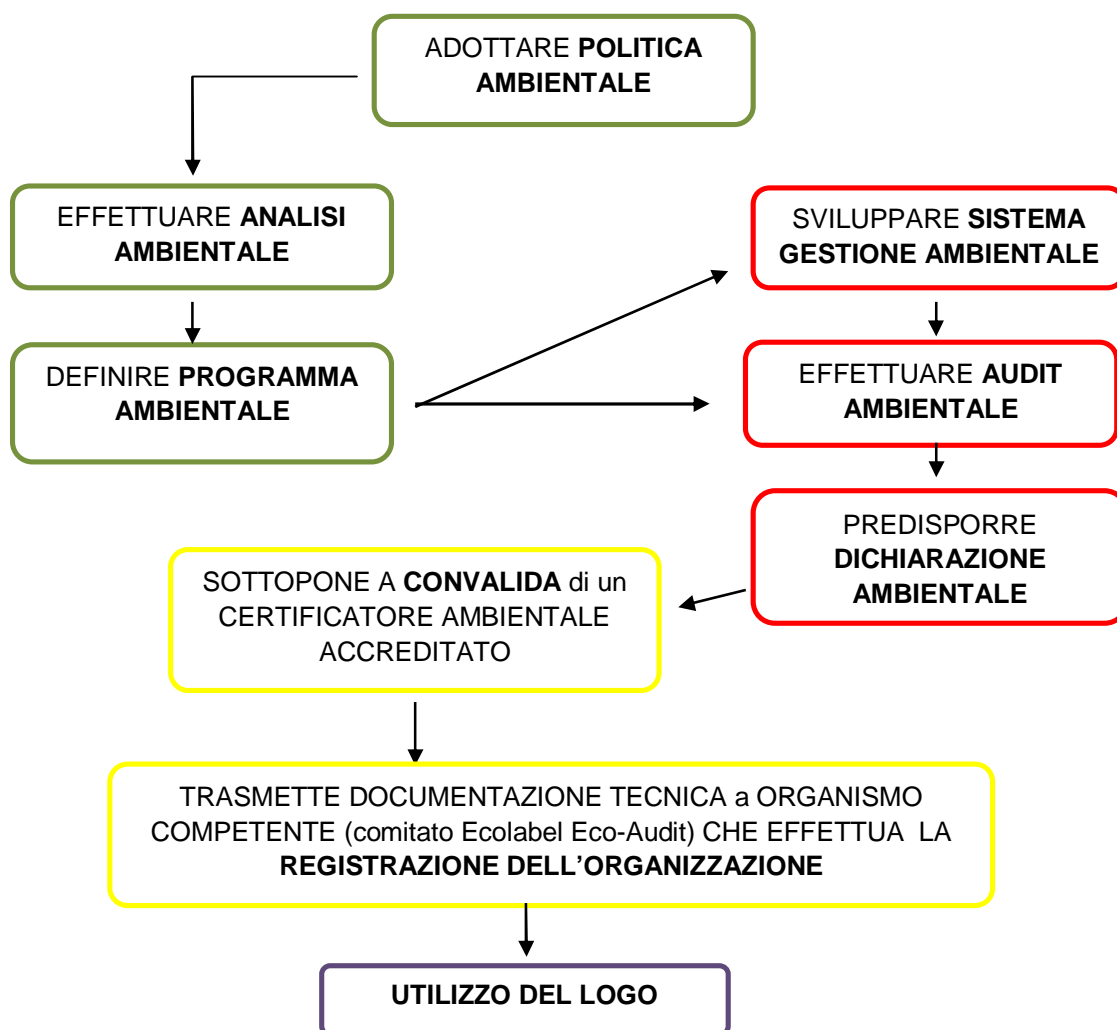 ADOTTARE POLITICA
AMBIENTALE
EFFETTUARE ANALISI
AMBIENTALE
DEFINIRE PROGRAMMA
AMBIENTALE
SVILUPPARE SISTEMA
GESTIONE AMBIENTALE
EFFETTUARE AUDIT
AMBIENTALE
PREDISPORRE
DICHIARAZIONE
AMBIENTALE
SOTTOPONE A CONVALIDA di un
CERTIFICATORE AMBIENTALE
ACCREDITATO
TRASMETTE DOCUMENTAZIONE TECNICA a ORGANISMO
COMPETENTE (comitato Ecolabel Eco-Audit) CHE EFFETTUA LA
REGISTRAZIONE DELL’ORGANIZZAZIONE
UTILIZZO DEL LOGO